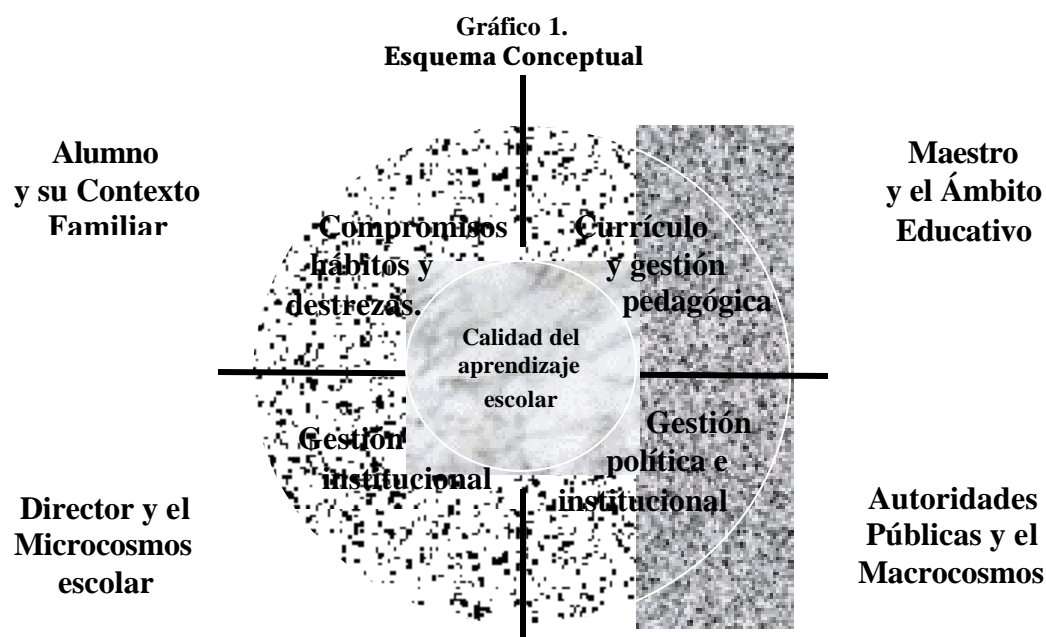 Gráfico 1.
Esquema Conceptual
Alumno
y su Contexto
Familiar
Maestro
y el Ámbito
Educativo
Compromisos
hábitos y
destrezas.
Currículo
y gestión
pedagógica
Calidad del
aprendizaje
escolar
Gestión
institucional
Gestión
política e
institucional
Director y el
Microcosmos
escolar
Autoridades
Públicas y el
Macrocosmos